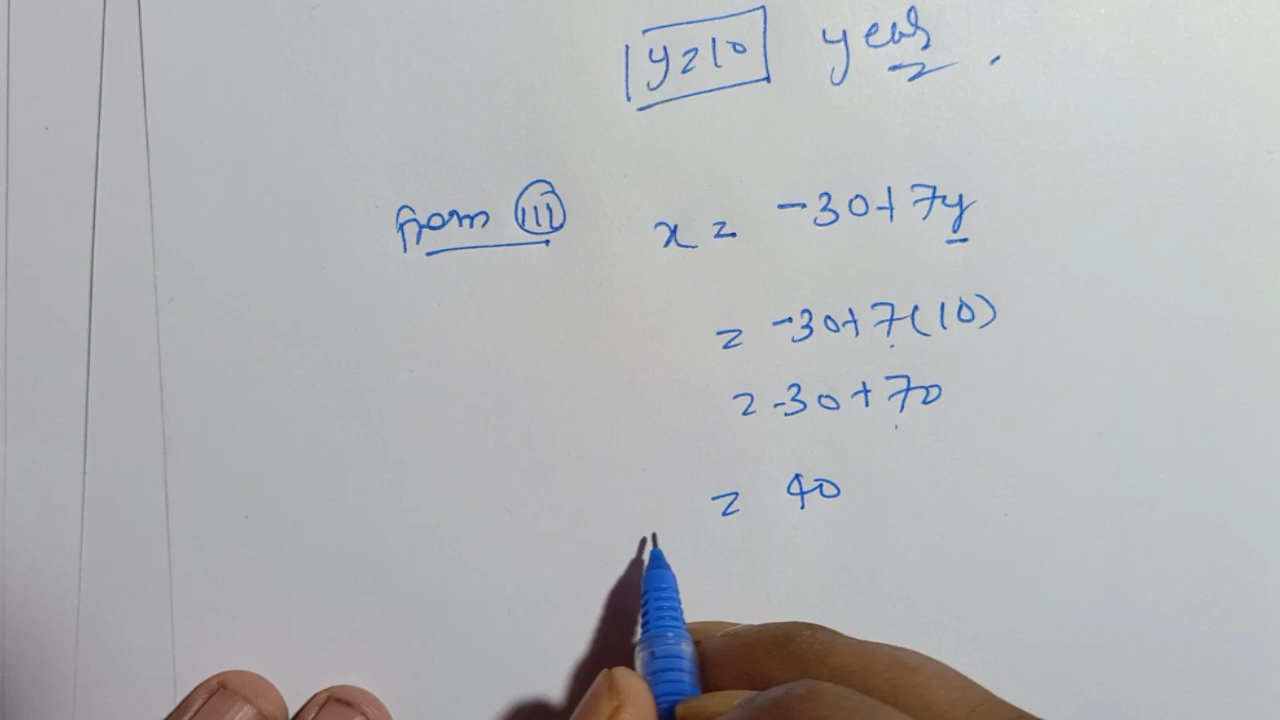 y=10 years.
from (III) x = -30+7y
= -30+7(10)
= -30+70
= 40